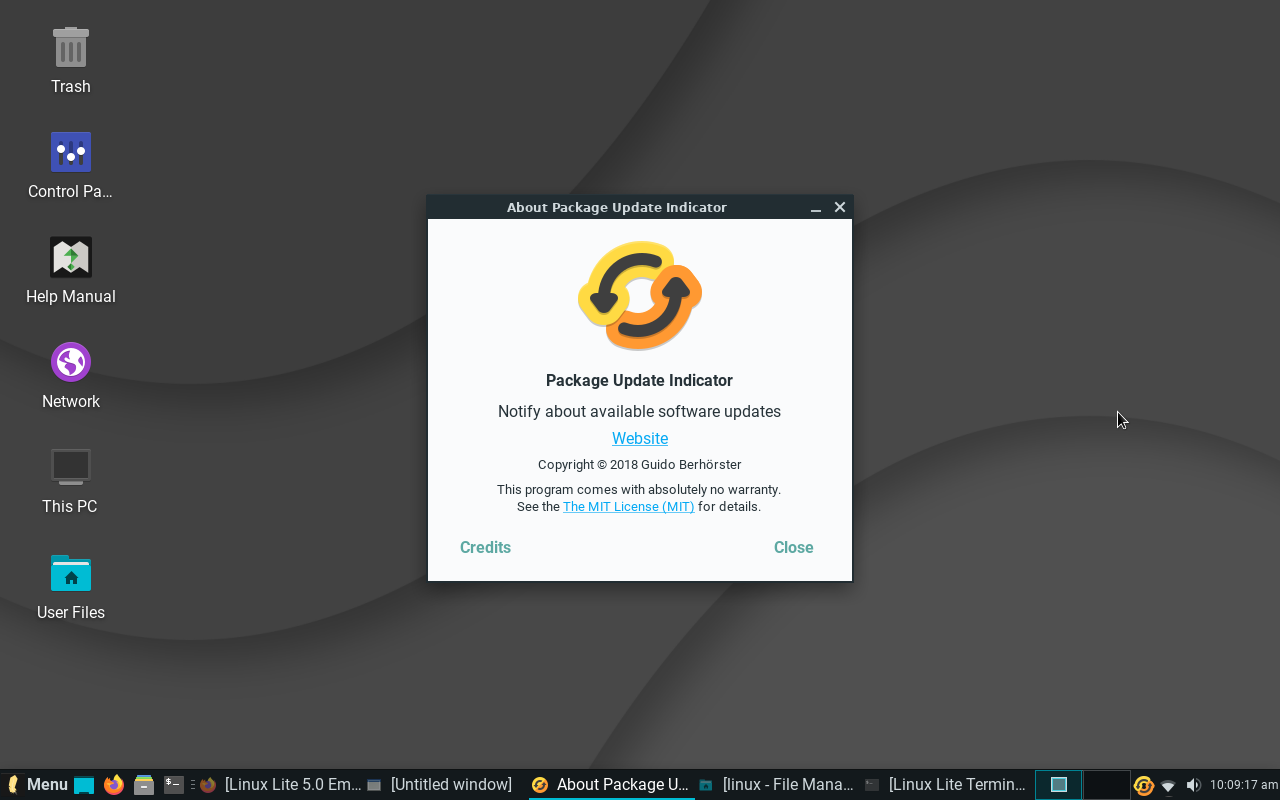 Trash
Control Pa...
Help Manual
Network
This PC
User Files
About Package Update Indicator
Package Update Indicator
Notify about available software updates
Website
Copyright © 2018 Guido Berhörster
This program comes with absolutely no warranty.
See the The MIT License (MIT) for details.
Credits
Close
Menu
[Linux Lite 5.0 Em...
[Untitled window]
About Package U...
[linux - File Mana...
[Linux Lite Termin...
10:09:17 am